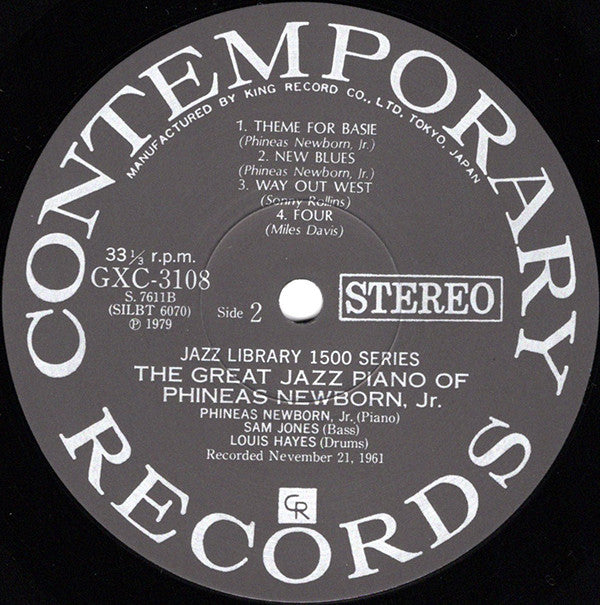 CONTEMPORARY
MANUFACTURED BY KING RECORD CO., LTD, TOKYO, JAPAN
1. THEME FOR BASIE
(Phineas Newborn, Jr.)
2. NEW BLUES
(Phineas Newborn, Jr.)
3. WAY OUT WEST
(Sonny Rollins)
4. FOUR
(Miles Davis)
33 1/3 r.p.m.
GXC-3108
S. 7611B
(SILBT 6070)
Ⓟ 1979
Side 2
STEREO
JAZZ LIBRARY 1500 SERIES
THE GREAT JAZZ PIANO OF
PHINEAS NEWBORN, Jr.
PHINEAS NEWBORN, Jr. (Piano)
SAM JONES (Bass)
LOUIS HAYES (Drums)
Recorded Nevember 21, 1961
CR
RECORDS